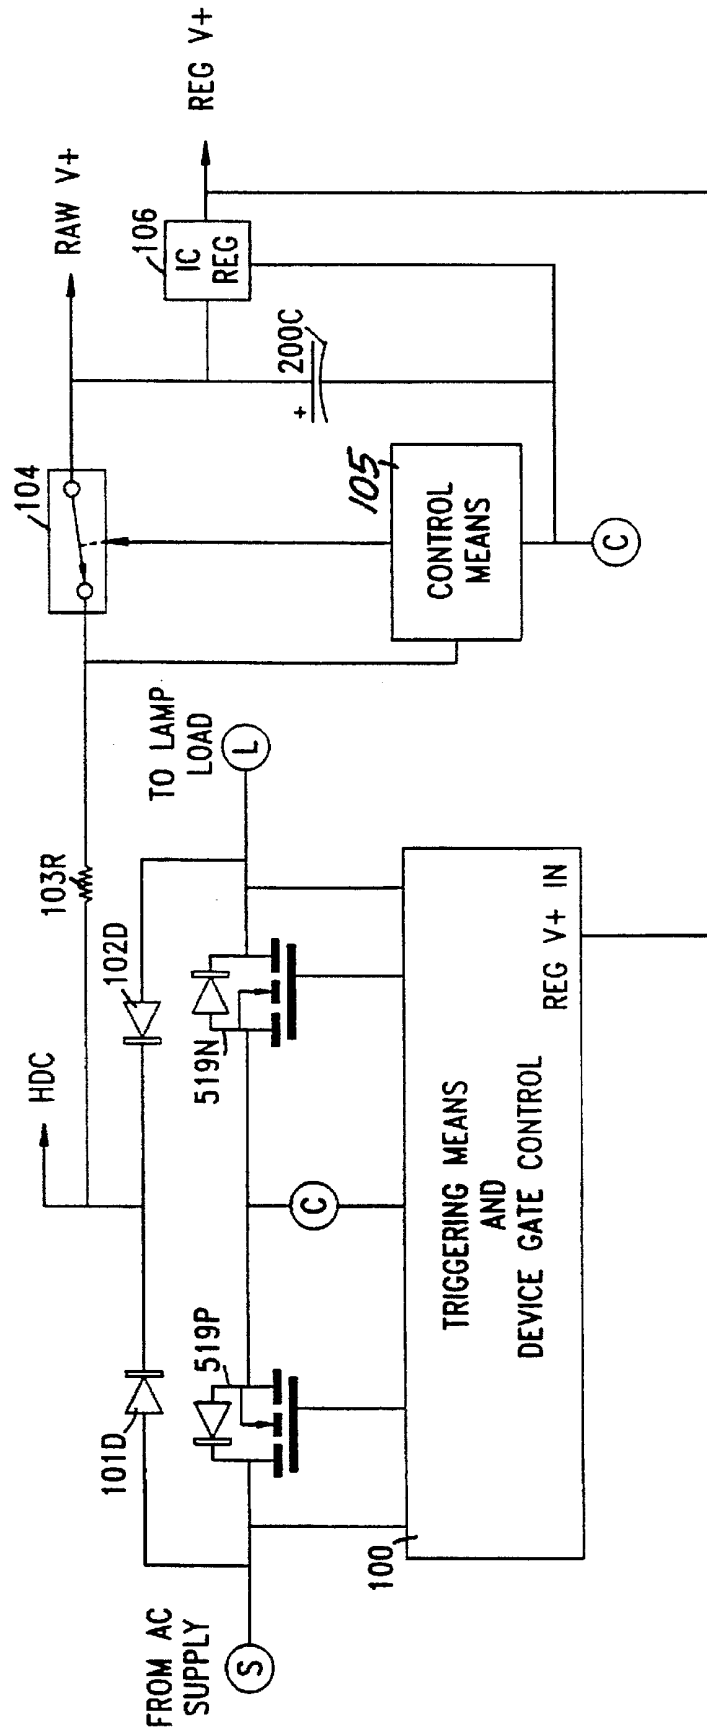 HDC
RAW V+
REG V+
103R
104
106
IC
REG
102D
101D
TO LAMP
LOAD
L
+
200C
105
CONTROL
MEANS
C
FROM AC
SUPPLY
S
519P
519N
C
100
TRIGGERING MEANS
AND
DEVICE GATE CONTROL
REG V+ IN